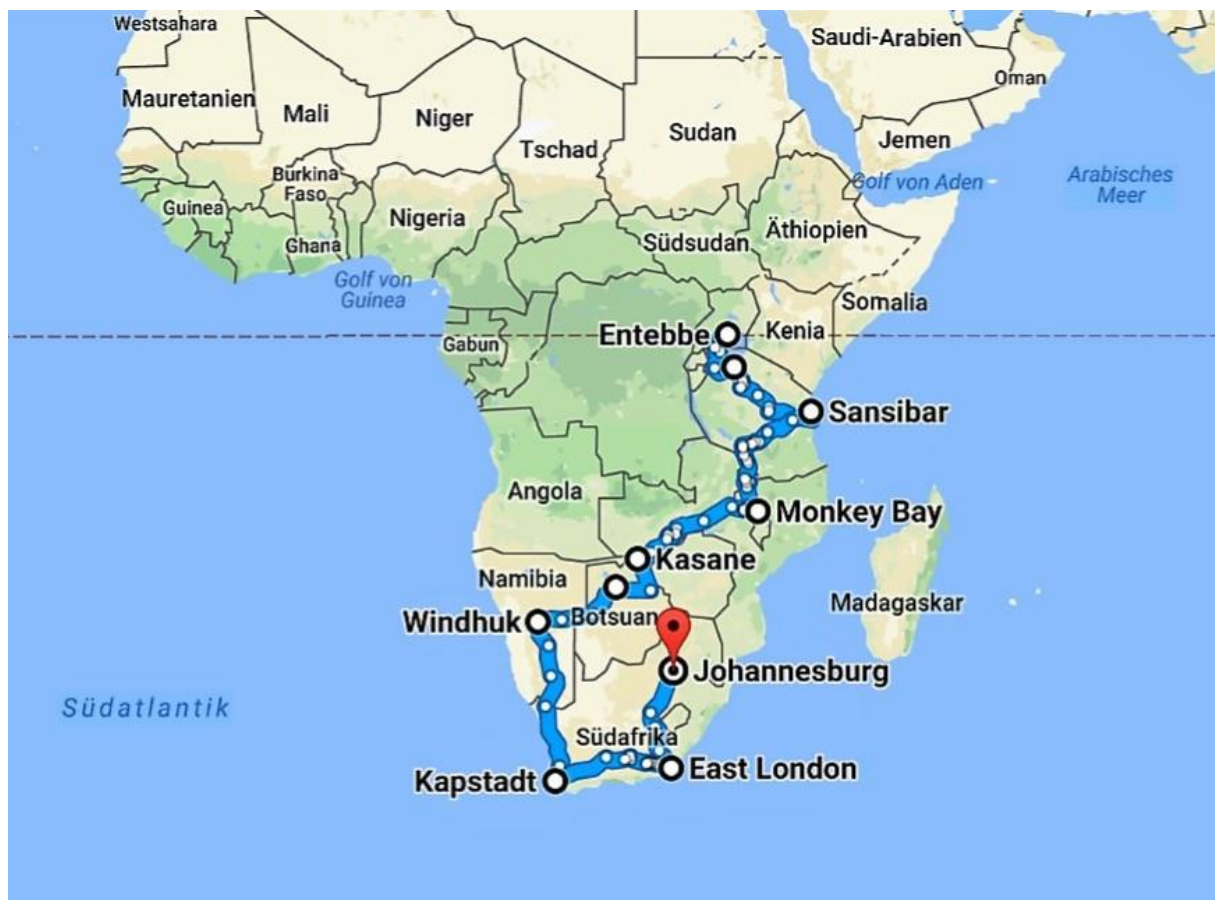 Westsahara
Saudi-Arabien
Oman
Mauretanien
Mali
Niger
Tschad
Sudan
Jemen
Golf von Aden
Arabisches
Meer
Burkina
Faso
Guinea
Nigeria
Ghana
Südsudan
Äthiopien
Golf von
Guinea
Somalia
Entebbe
Kenia
Gabun
Sansibar
Angola
Monkey Bay
Kasane
Namibia
Madagaskar
Windhuk
Botsuan
Johannesburg
Südatlantik
Südafrika
East London
Kapstadt